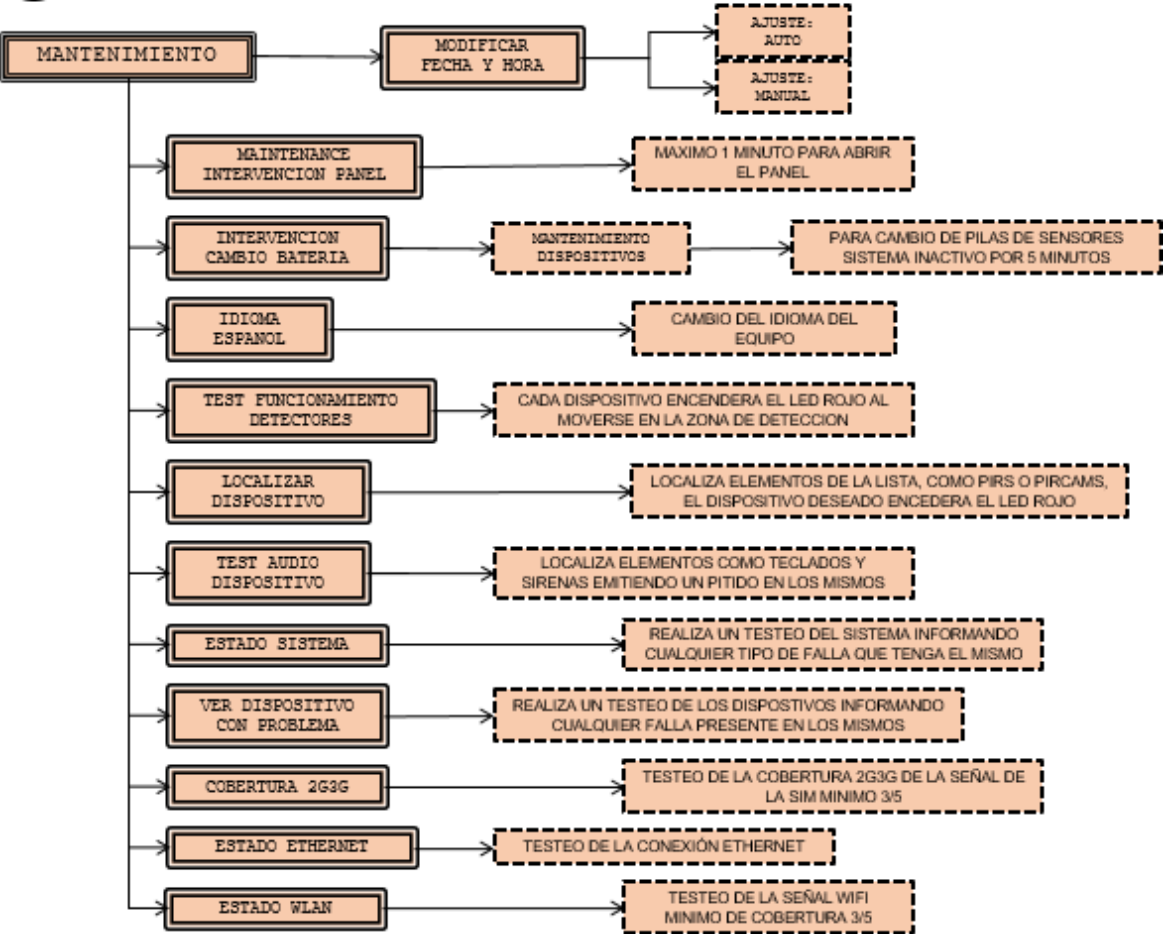 MANTENIMIENTO
MODIFICAR
FECHA Y HORA
AJUSTE:
AUTO
AJUSTE:
MANUAL
MAINTENANCE
INTERVENCION PANEL
MAXIMO 1 MINUTO PARA ABRIR
EL PANEL
INTERVENCION
CAMBIO BATERIA
MANTENIMIENTO
DISPOSITIVOS
PARA CAMBIO DE PILAS DE SENSORES
SISTEMA INACTIVO POR 5 MINUTOS
IDIOMA
ESPANOL
CAMBIO DEL IDIOMA DEL
EQUIPO
TEST FUNCIONAMIENTO
DETECTORES
CADA DISPOSITIVO ENCENDERA EL LED ROJO AL
MOVERSE EN LA ZONA DE DETECCION
LOCALIZAR
DISPOSITIVO
LOCALIZA ELEMENTOS DE LA LISTA, COMO PIRS O PIRCAMS,
EL DISPOSITIVO DESEADO ENCEDERA EL LED ROJO
TEST AUDIO
DISPOSITIVO
LOCALIZA ELEMENTOS COMO TECLADOS Y
SIRENAS EMITIENDO UN PITIDO EN LOS MISMOS
ESTADO SISTEMA
REALIZA UN TESTEO DEL SISTEMA INFORMANDO
CUALQUIER TIPO DE FALLA QUE TENGA EL MISMO
VER DISPOSITIVO
CON PROBLEMA
REALIZA UN TESTEO DE LOS DISPOSTIVOS INFORMANDO
CUALQUIER FALLA PRESENTE EN LOS MISMOS
COBERTURA 2G3G
TESTEO DE LA COBERTURA 2G3G DE LA SEÑAL DE
LA SIM MINIMO 3/5
ESTADO ETHERNET
TESTEO DE LA CONEXIÓN ETHERNET
ESTADO WLAN
TESTEO DE LA SEÑAL WIFI
MINIMO DE COBERTURA 3/5